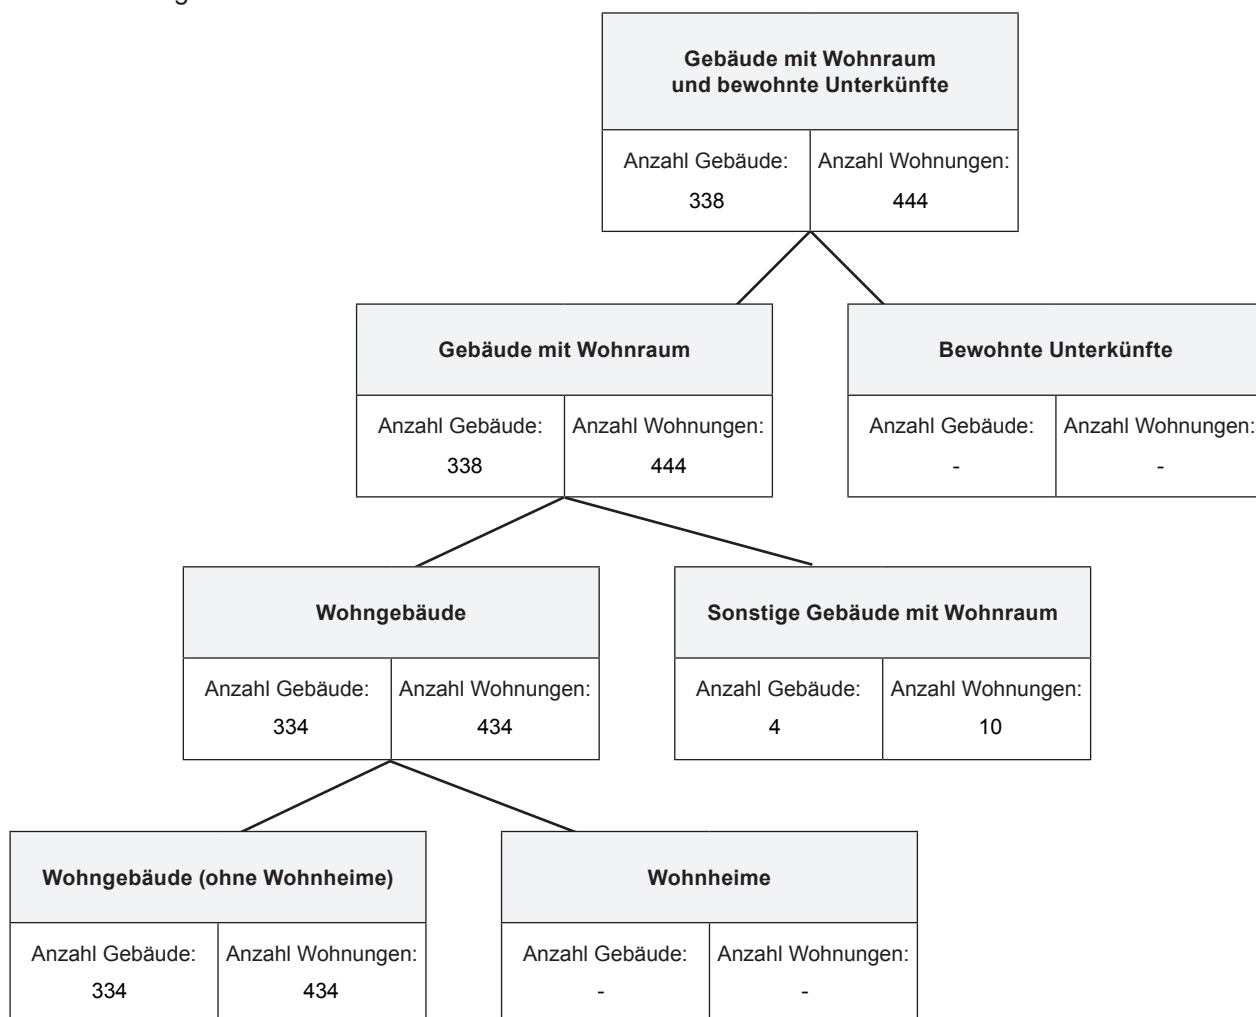 Gebäude mit Wohnraum
und bewohnte Unterkünfte
Anzahl Gebäude: Anzahl Wohnungen:
338 444
Gebäude mit Wohnraum
Anzahl Gebäude: Anzahl Wohnungen:
338 444
Bewohnte Unterkünfte
Anzahl Gebäude: Anzahl Wohnungen:
- -
Wohngebäude
Anzahl Gebäude: Anzahl Wohnungen:
334 434
Sonstige Gebäude mit Wohnraum
Anzahl Gebäude: Anzahl Wohnungen:
4 10
Wohngebäude (ohne Wohnheime)
Anzahl Gebäude: Anzahl Wohnungen:
334 434
Wohnheime
Anzahl Gebäude: Anzahl Wohnungen:
- -